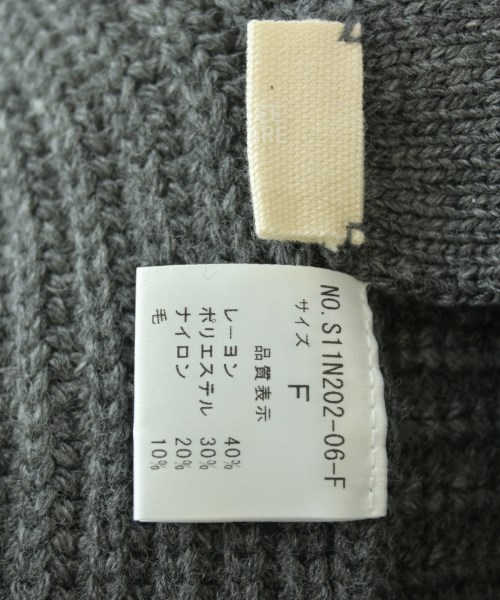 NO. S11N202-06-F
サイズ F
品質表示
レーヨン 40%
ポリエステル 30%
ナイロン 20%
毛 10%